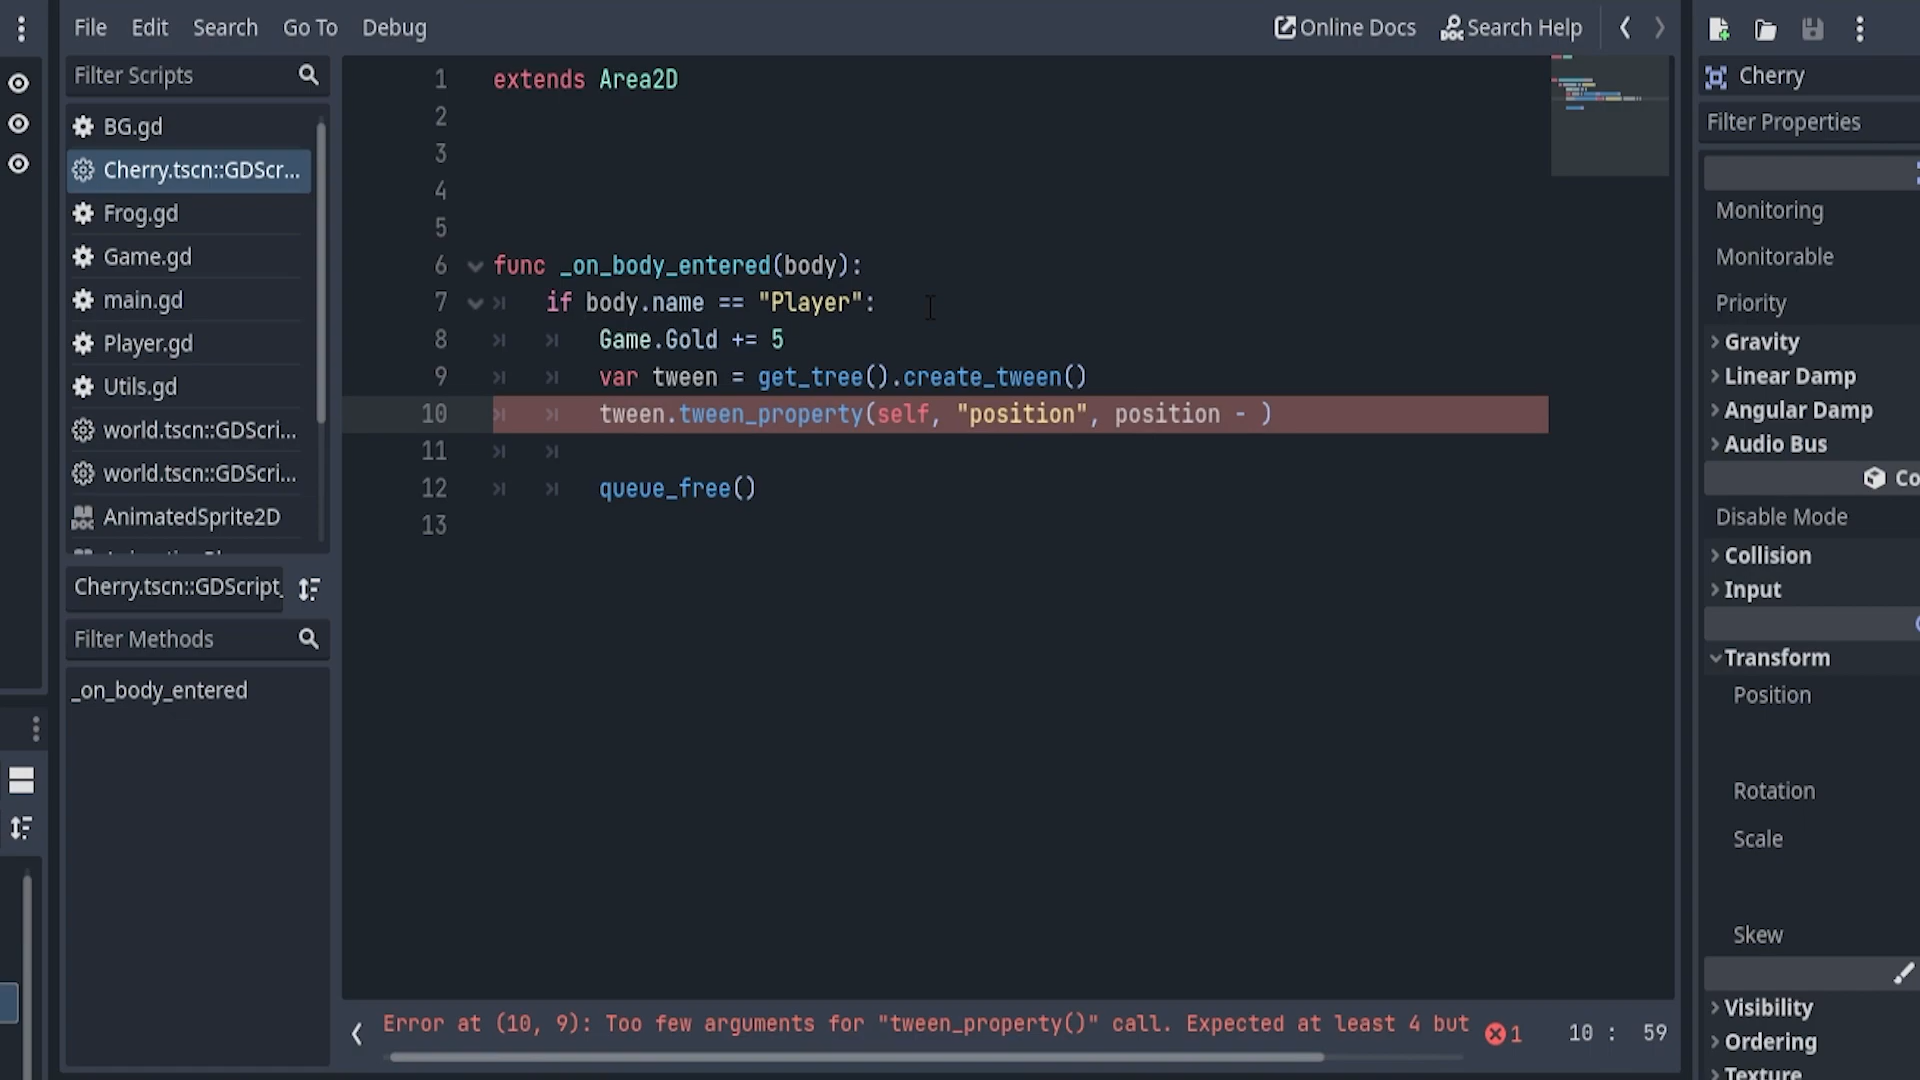 File Edit Search Go To Debug
Online Docs Search Help
Filter Scripts
BG.gd
Cherry.tscn::GDScr...
Frog.gd
Game.gd
main.gd
Player.gd
Utils.gd
world.tscn::GDScri...
world.tscn::GDScri...
AnimatedSprite2D
Cherry.tscn::GDScript_
Filter Methods
_on_body_entered
1 extends Area2D
2
3
4
5
6 func _on_body_entered(body):
7 if body.name == "Player":
8 Game.Gold += 5
9 var tween = get_tree().create_tween()
10 tween.tween_property(self, "position", position - )
11
12 queue_free()
13
Error at (10, 9): Too few arguments for "tween_property()" call. Expected at least 4 but
1
10 : 59
Cherry
Filter Properties
Monitoring
Monitorable
Priority
Gravity
Linear Damp
Angular Damp
Audio Bus
Co
Disable Mode
Collision
Input
Transform
Position
Rotation
Scale
Skew
Visibility
Ordering
Texture